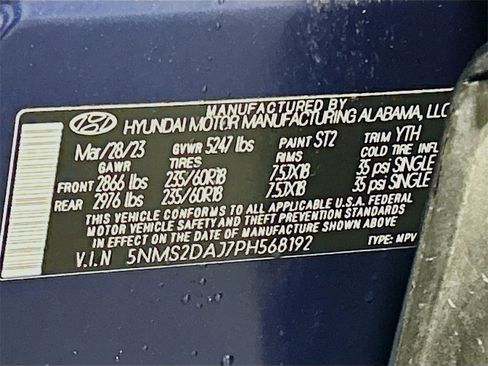 MANUFACTURED BY
HYUNDAI MOTOR MANUFACTURING ALABAMA, LLC
Mar/28/23 GVWR 5247 lbs PAINT ST2 TRIM YTH
GAWR TIRES RIMS COLD TIRE INFL
FRONT 2866 lbs 235/60R18 7.5JX18 35 psi SINGLE
REAR 2976 lbs 235/60R18 7.5JX18 35 psi SINGLE
THIS VEHICLE CONFORMS TO ALL APPLICABLE U.S.A. FEDERAL
MOTOR VEHICLE SAFETY AND THEFT PREVENTION STANDARDS
IN EFFECT ON THE DATE OF MANUFACTURE SHOWN ABOVE.
V.I.N 5NMS2DAJ7PH568192 TYPE: MPV